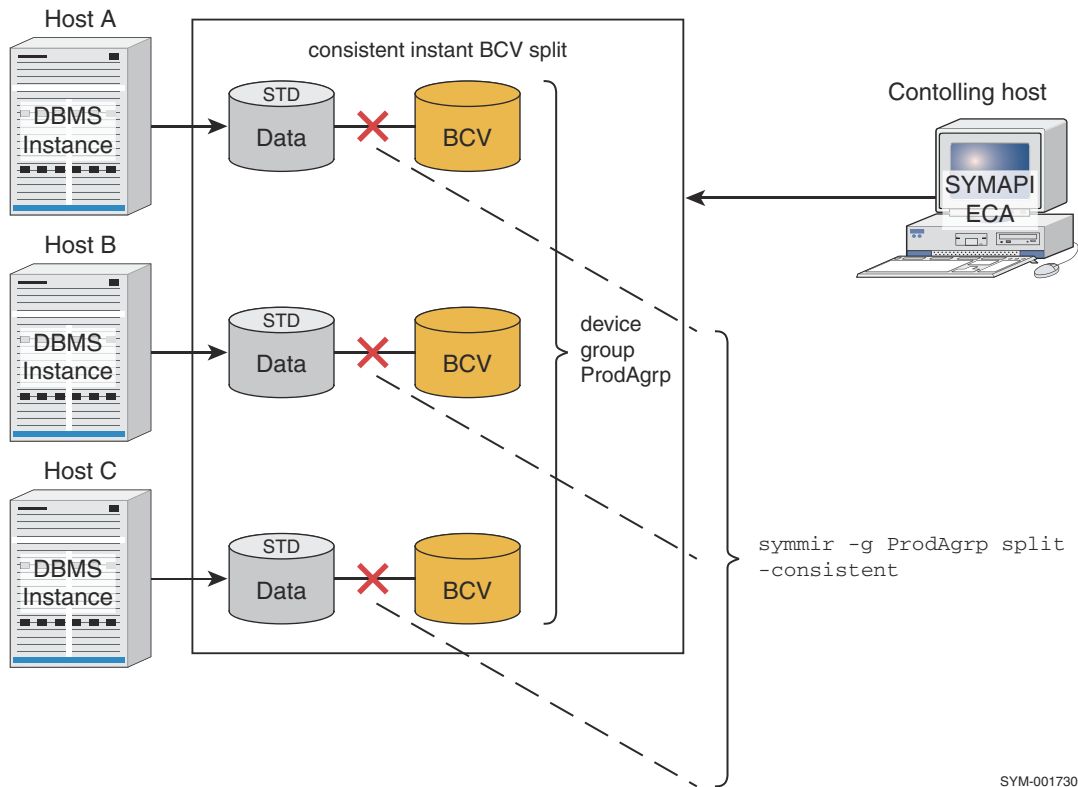 Host A
consistent instant BCV split
DBMS
Instance
STD
Data
BCV
Contolling host
SYMAPI
ECA
Host B
DBMS
Instance
STD
Data
BCV
device
group
ProdAgrp
Host C
DBMS
Instance
STD
Data
BCV
symmir -g ProdAgrp split
-consistent
SYM-001730